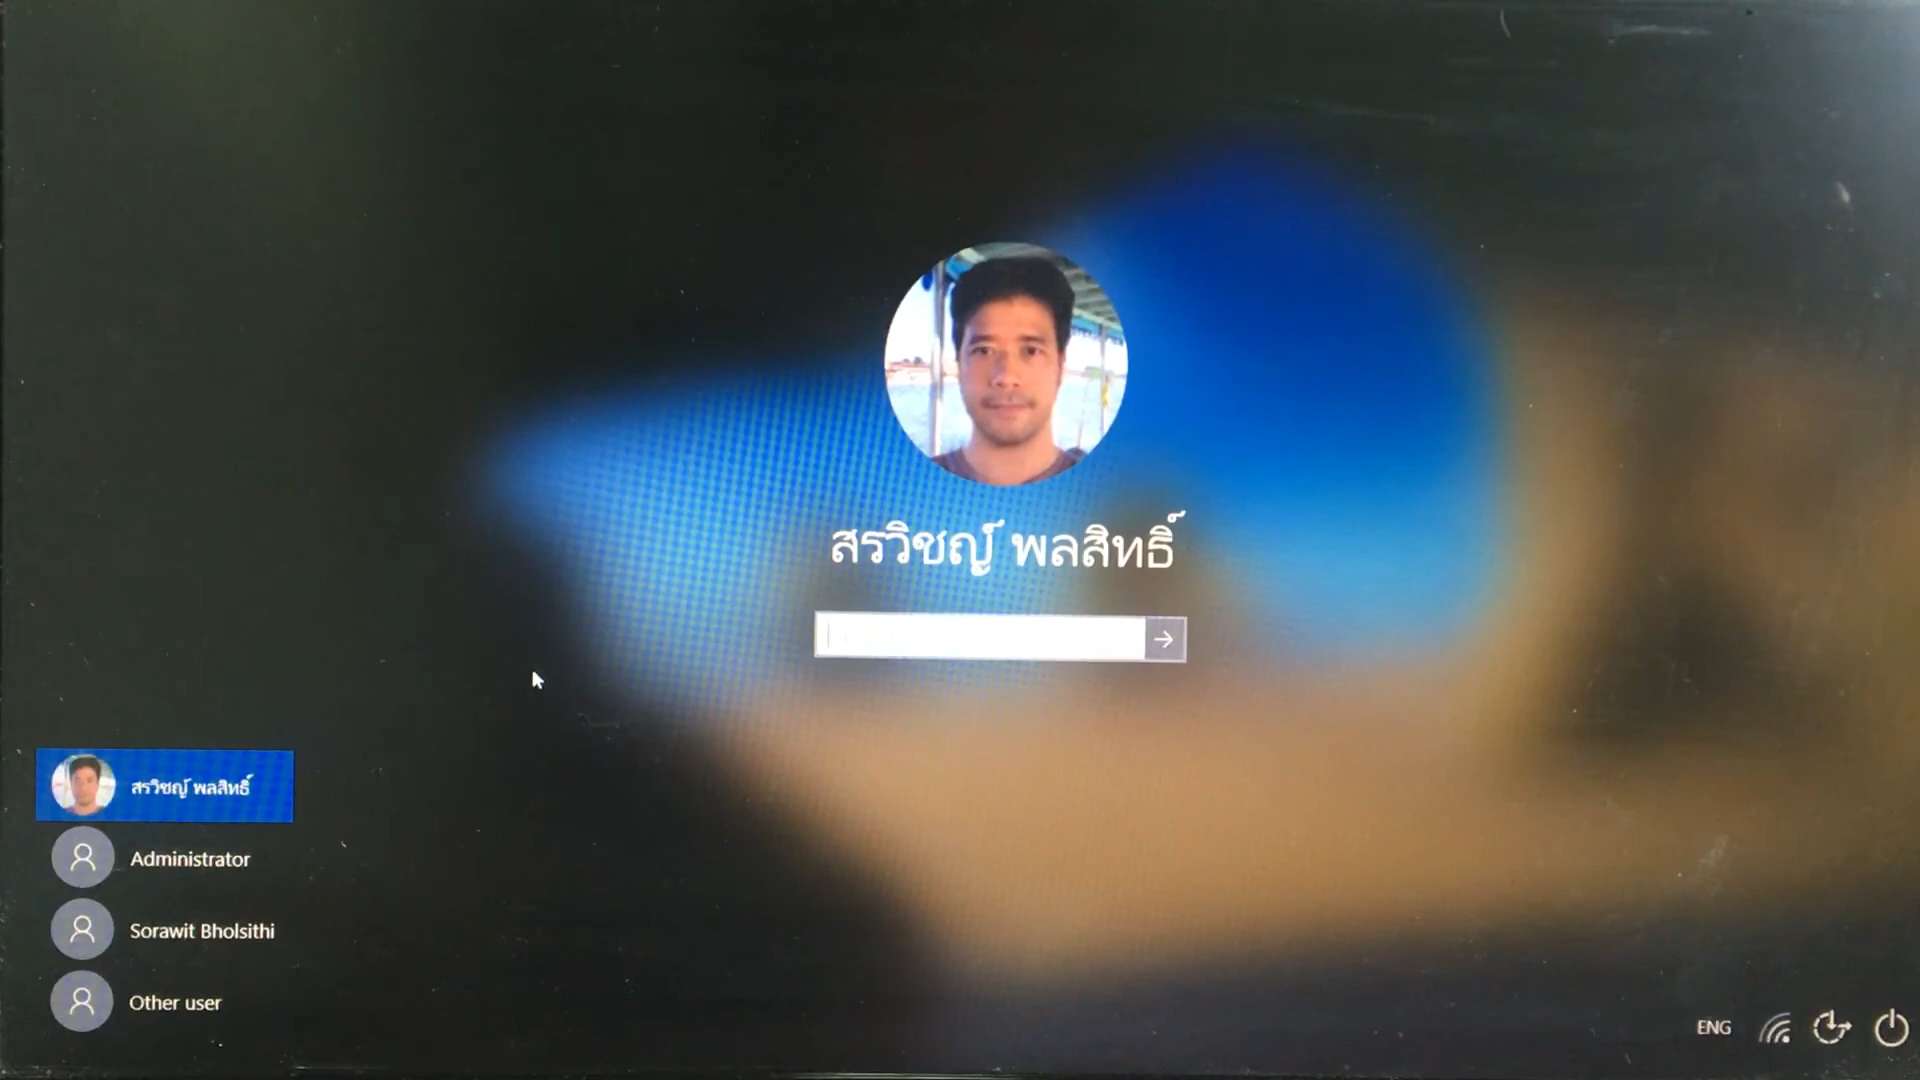 สรวิชญ์ พลสิทธิ์
สรวิชญ์ พลสิทธิ์
Administrator
Sorawit Bholsithi
Other user
ENG